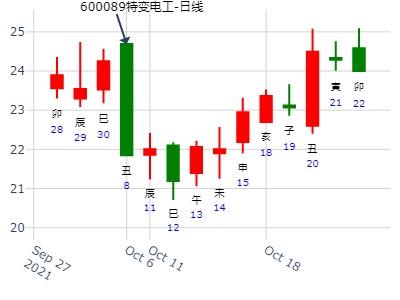 600089特变电工-日线
25
24
23
22
21
20
卯
28
辰
29
巳
30
丑
8
辰
11
巳
12
午
13
未
14
申
15
亥
18
子
19
丑
20
寅
21
卯
22
Sep 27
2021
Oct 6
Oct 11
Oct 18